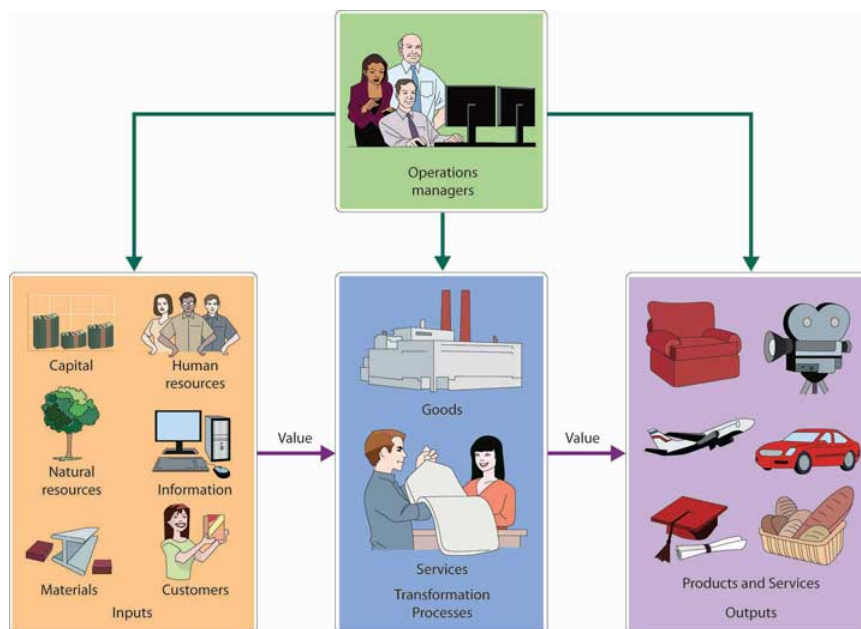 Operations
managers
Capital
Human
resources
Natural
resources
Information
Materials
Customers
Inputs
Value
Goods
Services
Transformation
Processes
Value
Products and Services
Outputs